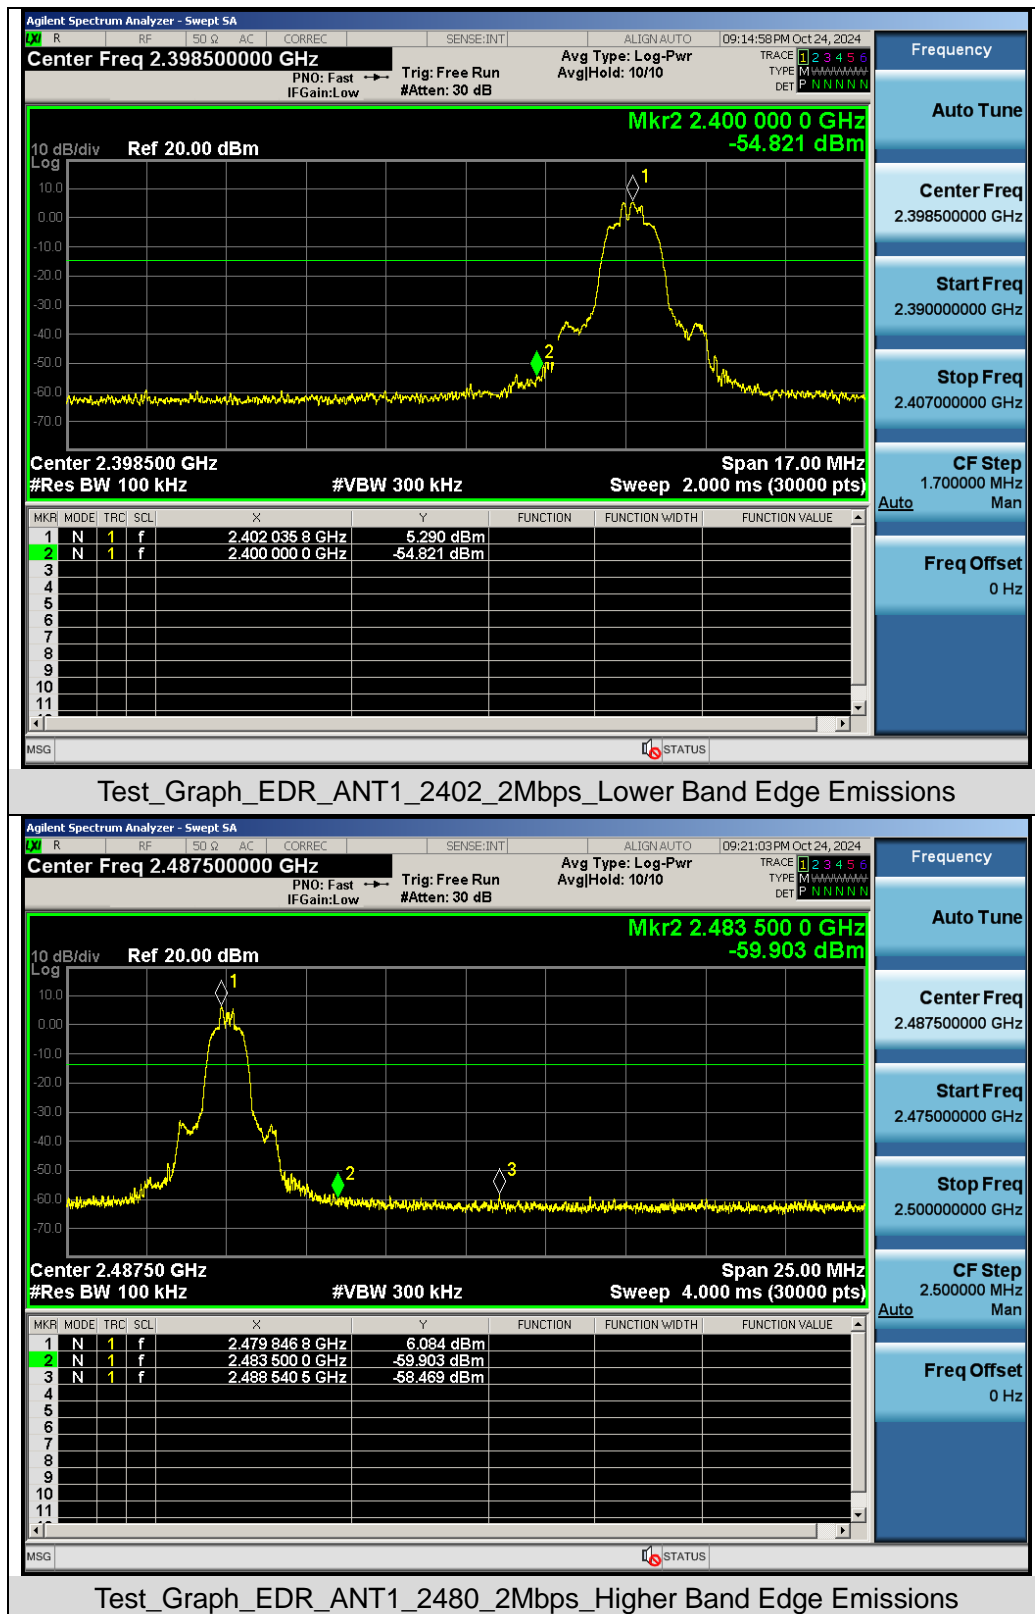 Agilent Spectrum Analyzer - Swept SA
LXI R RF 50 Ω AC CORREC SENSE:INT ALIGN AUTO 09:14:58 PM Oct 24, 2024
Center Freq 2.398500000 GHz
PNO: Fast
IFGain:Low
Trig: Free Run
#Atten: 30 dB
Avg Type: Log-Pwr
Avg|Hold: 10/10
TRACE 1 2 3 4 5 6
TYPE M
DET P N N N N N
Mkr2 2.400 000 0 GHz
-54.821 dBm
10 dB/div Ref 20.00 dBm
Log
10.0
0.00
-10.0
-20.0
-30.0
-40.0
-50.0
-60.0
-70.0
1
2
Center 2.398500 GHz Span 17.00 MHz
#Res BW 100 kHz #VBW 300 kHz Sweep 2.000 ms (30000 pts)
MKR MODE TRC SCL X Y FUNCTION FUNCTION WIDTH FUNCTION VALUE
1 N 1 f 2.402 035 8 GHz 5.290 dBm
2 N 1 f 2.400 000 0 GHz -54.821 dBm
3
4
5
6
7
8
9
10
11
MSG STATUS
Frequency
Auto Tune
Center Freq
2.398500000 GHz
Start Freq
2.390000000 GHz
Stop Freq
2.407000000 GHz
CF Step
1.700000 MHz
Auto Man
Freq Offset
0 Hz
Test_Graph_EDR_ANT1_2402_2Mbps_Lower Band Edge Emissions
Agilent Spectrum Analyzer - Swept SA
LXI R RF 50 Ω AC CORREC SENSE:INT ALIGN AUTO 09:21:03 PM Oct 24, 2024
Center Freq 2.487500000 GHz
PNO: Fast
IFGain:Low
Trig: Free Run
#Atten: 30 dB
Avg Type: Log-Pwr
Avg|Hold: 10/10
TRACE 1 2 3 4 5 6
TYPE M
DET P N N N N N
Mkr2 2.483 500 0 GHz
-59.903 dBm
10 dB/div Ref 20.00 dBm
Log
10.0
0.00
-10.0
-20.0
-30.0
-40.0
-50.0
-60.0
-70.0
1
2
3
Center 2.48750 GHz Span 25.00 MHz
#Res BW 100 kHz #VBW 300 kHz Sweep 4.000 ms (30000 pts)
MKR MODE TRC SCL X Y FUNCTION FUNCTION WIDTH FUNCTION VALUE
1 N 1 f 2.479 846 8 GHz 6.084 dBm
2 N 1 f 2.483 500 0 GHz -59.903 dBm
3 N 1 f 2.488 540 5 GHz -58.469 dBm
4
5
6
7
8
9
10
11
MSG STATUS
Frequency
Auto Tune
Center Freq
2.487500000 GHz
Start Freq
2.475000000 GHz
Stop Freq
2.500000000 GHz
CF Step
2.500000 MHz
Auto Man
Freq Offset
0 Hz
Test_Graph_EDR_ANT1_2480_2Mbps_Higher Band Edge Emissions